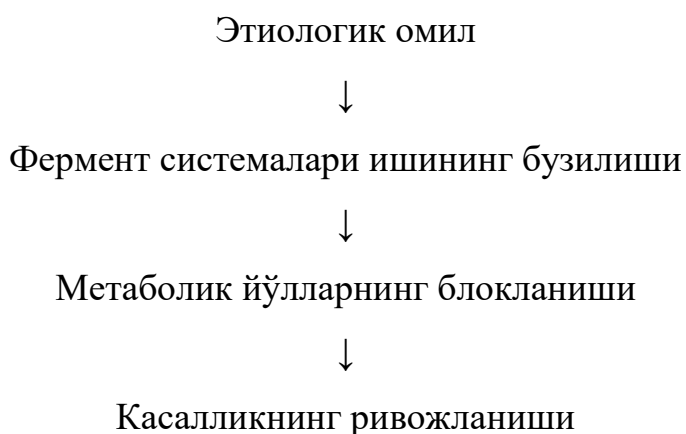 Этиологик омил
↓
Фермент системалари ишининг бузилиши
↓
Метаболик йўлларнинг блокланиши
↓
Касалликнинг ривожланиши